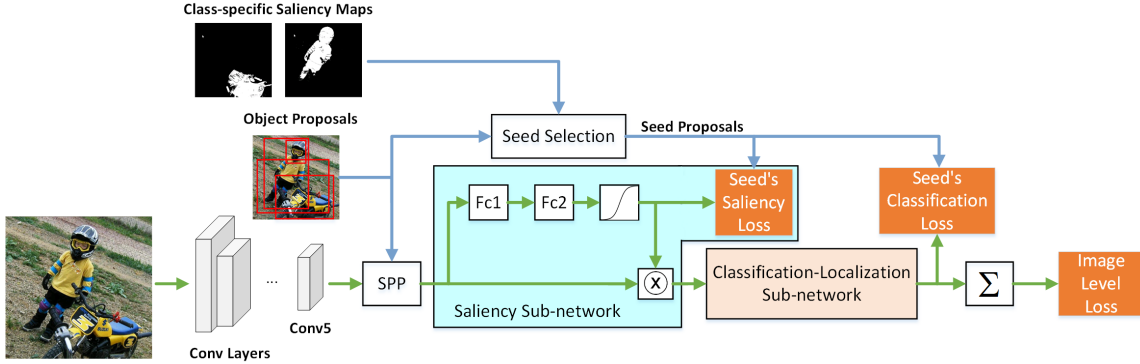 Class-specific Saliency Maps
Object Proposals
Seed Selection
Seed Proposals
Fc1
Fc2
Seed's
Saliency
Loss
Seed's
Classification
Loss
SPP
X
Classification-Localization
Sub-network
Σ
Image
Level
Loss
Saliency Sub-network
...
Conv5
Conv Layers